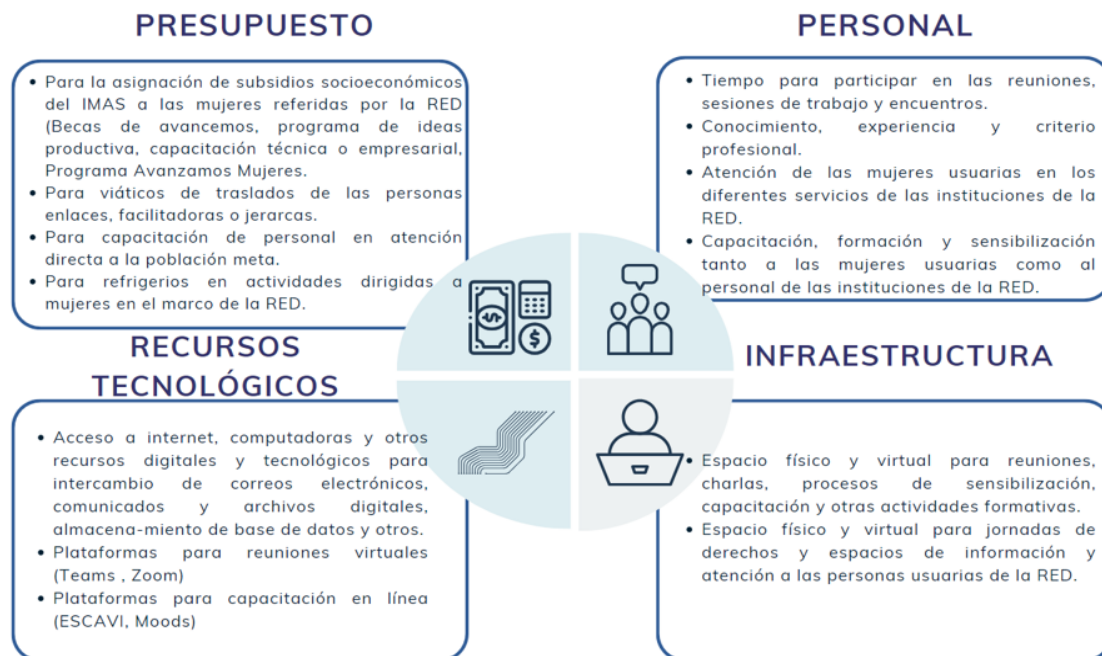 PRESUPUESTO
• Para la asignación de subsidios socioeconómicos
del IMAS a las mujeres referidas por la RED
(Becas de avancemos, programa de ideas
productiva, capacitación técnica o empresarial,
Programa Avanzamos Mujeres.
• Para viáticos de traslados de las personas
enlaces, facilitadoras o jerarcas.
• Para capacitación de personal en atención
directa a la población meta.
• Para refrigerios en actividades dirigidas a
mujeres en el marco de la RED.
PERSONAL
• Tiempo para participar en las reuniones,
sesiones de trabajo y encuentros.
• Conocimiento, experiencia y criterio
profesional.
• Atención de las mujeres usuarias en los
diferentes servicios de las instituciones de la
RED.
• Capacitación, formación y sensibilización
tanto a las mujeres usuarias como al
personal de las instituciones de la RED.
RECURSOS
TECNOLÓGICOS
• Acceso a internet, computadoras y otros
recursos digitales y tecnológicos para
intercambio de correos electrónicos,
comunicados y archivos digitales,
almacena-miento de base de datos y otros.
• Plataformas para reuniones virtuales
(Teams , Zoom)
• Plataformas para capacitación en línea
(ESCAVI, Moods)
INFRAESTRUCTURA
• Espacio físico y virtual para reuniones,
charlas, procesos de sensibilización,
capacitación y otras actividades formativas.
• Espacio físico y virtual para jornadas de
derechos y espacios de información y
atención a las personas usuarias de la RED.